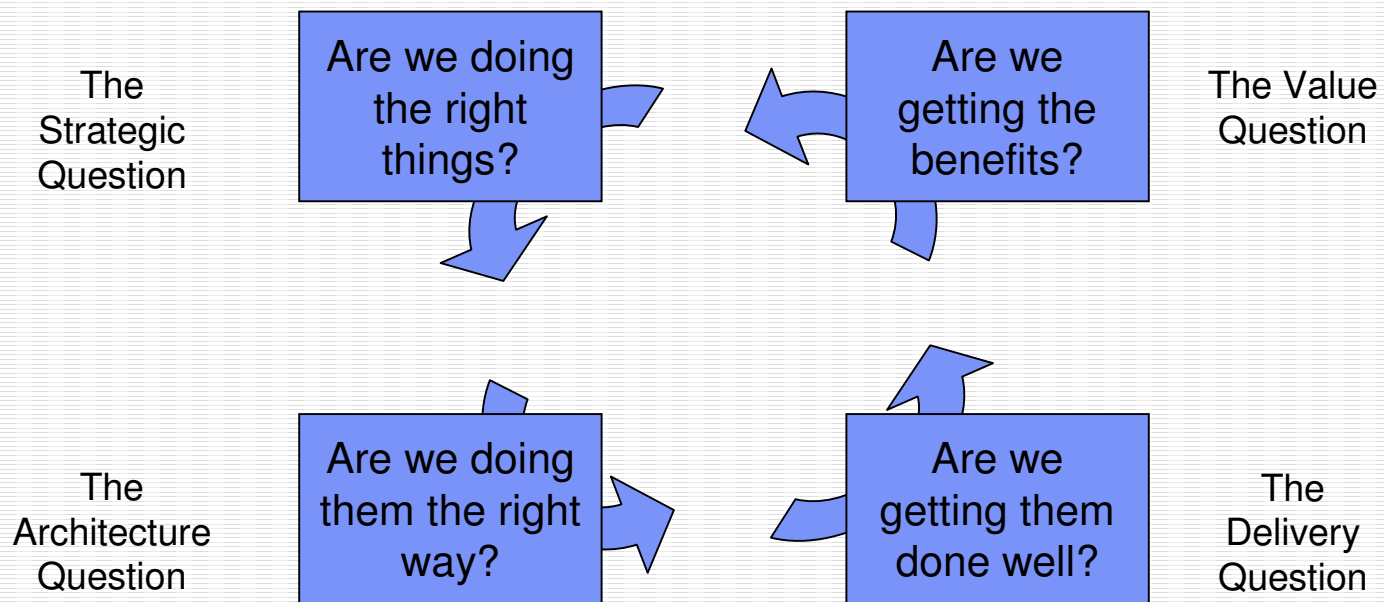 The
Strategic
Question
Are we doing
the right
things?
Are we
getting the
benefits?
The Value
Question
The
Architecture
Question
Are we doing
them the right
way?
Are we
getting them
done well?
The
Delivery
Question